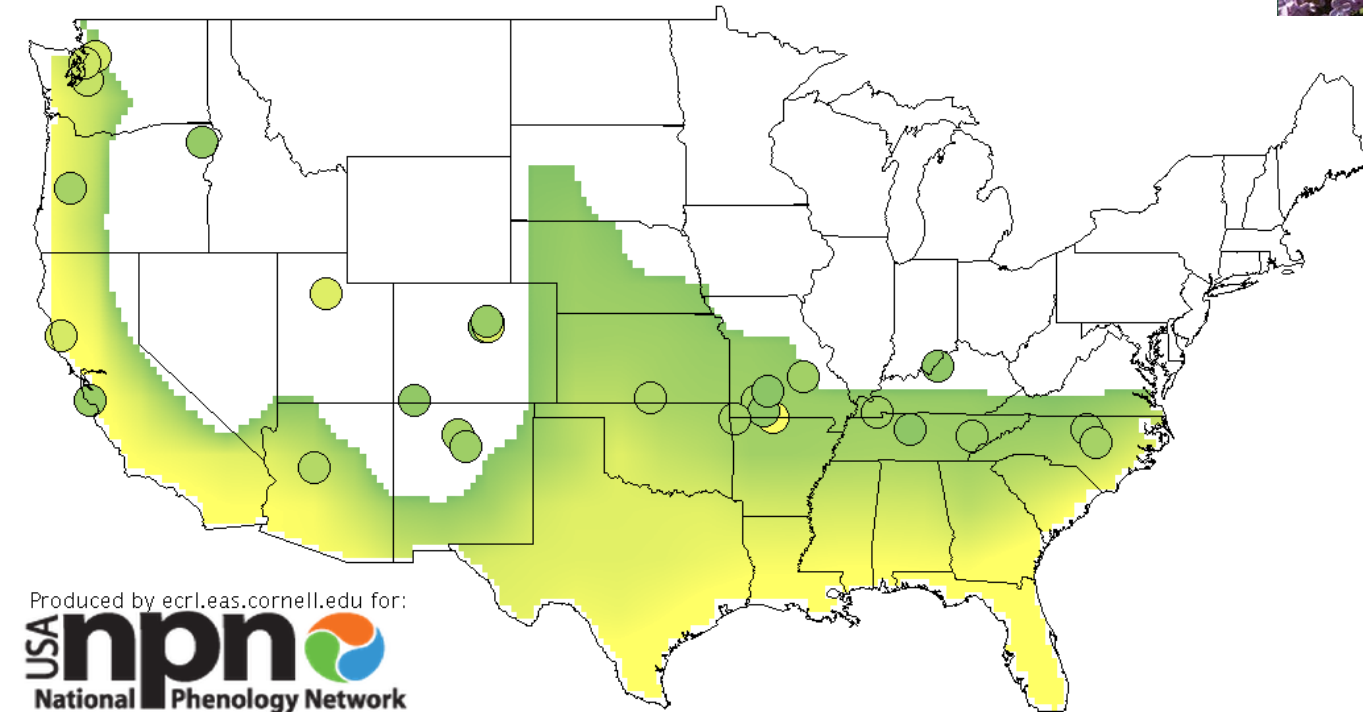 Produced by ecrl.eas.cornell.edu for:
USA npn
National Phenology Network